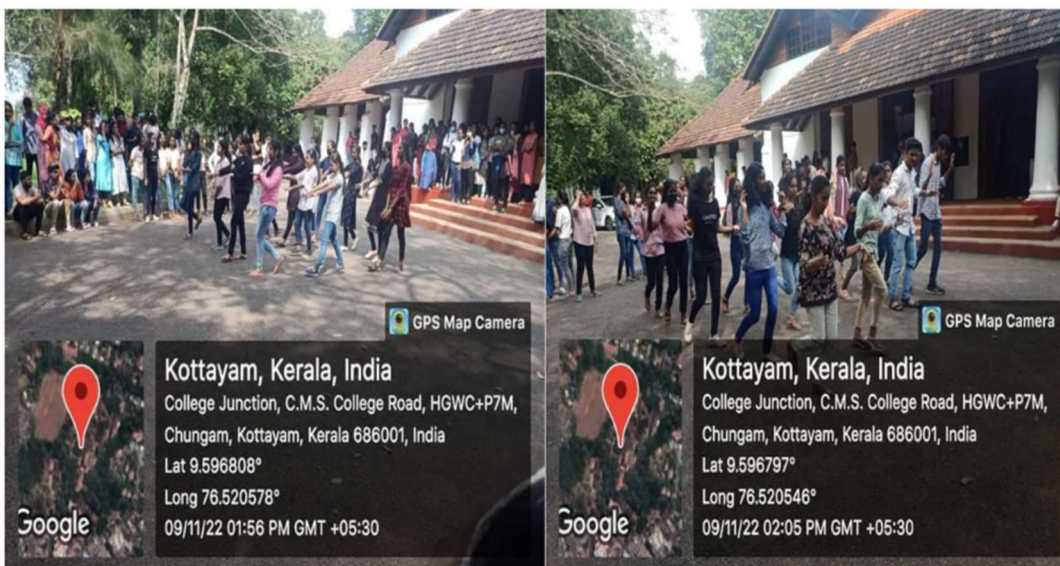 GPS Map Camera
Kottayam, Kerala, India
College Junction, C.M.S. College Road, HGWC+P7M,
Chungam, Kottayam, Kerala 686001, India
Lat 9.596808°
Long 76.520578°
09/11/22 01:56 PM GMT +05:30
Google
GPS Map Camera
Kottayam, Kerala, India
College Junction, C.M.S. College Road, HGWC+P7M,
Chungam, Kottayam, Kerala 686001, India
Lat 9.596797°
Long 76.520546°
09/11/22 02:05 PM GMT +05:30
Google